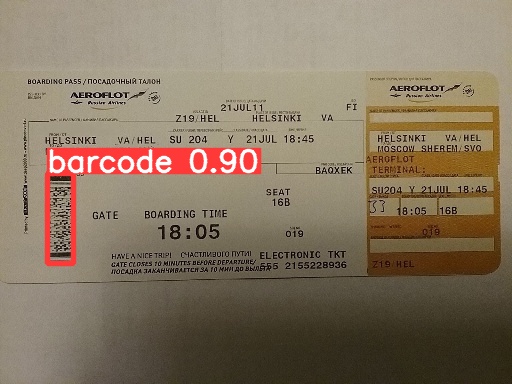 BOARDING PASS / ПОСАДОЧНЫЙ ТАЛОН
AEROFLOT
Russian Airlines
21JUL11 FI
Z19/HEL HELSINKI VA
HELSINKI VA/HEL SU 204 Y 21JUL 18:45
barcode 0.90
BAQXEK
SEAT
16B
GATE BOARDING TIME
18:05
019
HAVE A NICE TRIP! СЧАСТЛИВОГО ПУТИ!
ELECTRONIC TKT
GATE CLOSES 10 MINUTES BEFORE DEPARTURE/
555 2155228936
ПОСАДКА ЗАКАНЧИВАЕТСЯ ЗА 10 МИН ДО ВЫЛЕТА
AEROFLOT
Russian Airlines
HELSINKI VA/HEL
MOSCOW SHEREM/SVO
AEROFLOT
TERMINAL:
SU204 Y 21JUL 18:45
33 18:05 16B
019
Z19/HEL